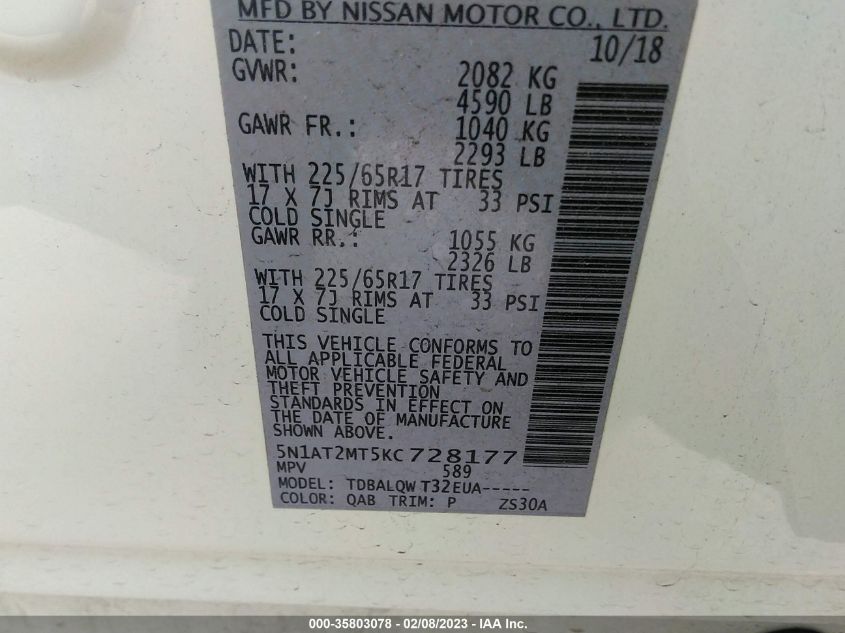 MFD BY NISSAN MOTOR CO., LTD.
DATE: 10/18
GVWR: 2082 KG
4590 LB
GAWR FR.: 1040 KG
2293 LB
WITH 225/65R17 TIRES
17 X 7J RIMS AT 33 PSI
COLD SINGLE
GAWR RR.: 1055 KG
2326 LB
WITH 225/65R17 TIRES
17 X 7J RIMS AT 33 PSI
COLD SINGLE
THIS VEHICLE CONFORMS TO
ALL APPLICABLE FEDERAL
MOTOR VEHICLE SAFETY AND
THEFT PREVENTION
STANDARDS IN EFFECT ON
THE DATE OF MANUFACTURE
SHOWN ABOVE.
5N1AT2MT5KC728177
MPV 589
MODEL: TDBALQW T32EUA-----
COLOR: QAB TRIM: P ZS30A
000-35803078 - 02/08/2023 - IAA Inc.